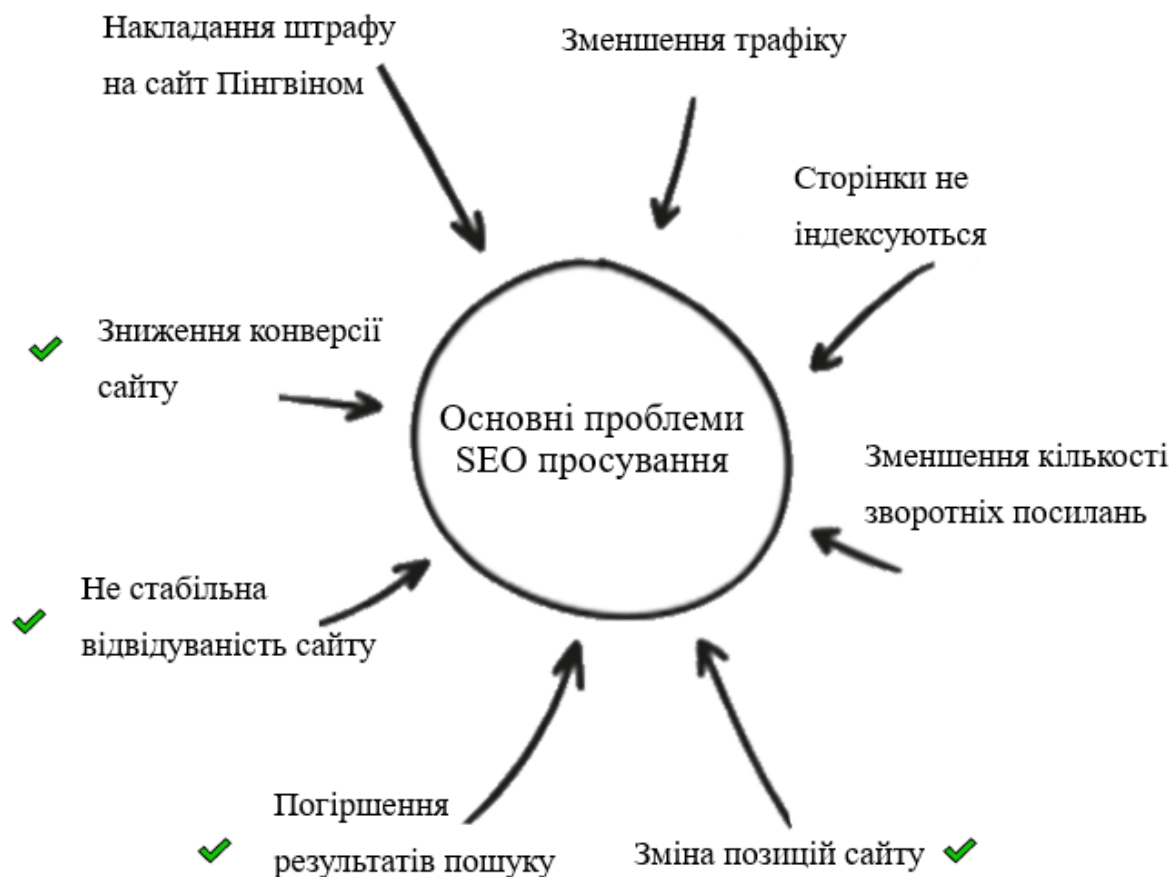 Накладання штрафу
на сайт Пінгвіном
Зменшення трафіку
Сторінки не
індексуються
Зниження конверсії
сайту
Основні проблеми
SEO просування
Зменшення кількості
зворотніх посилань
Не стабільна
відвідуваність сайту
Погіршення
результатів пошуку
Зміна позицій сайту